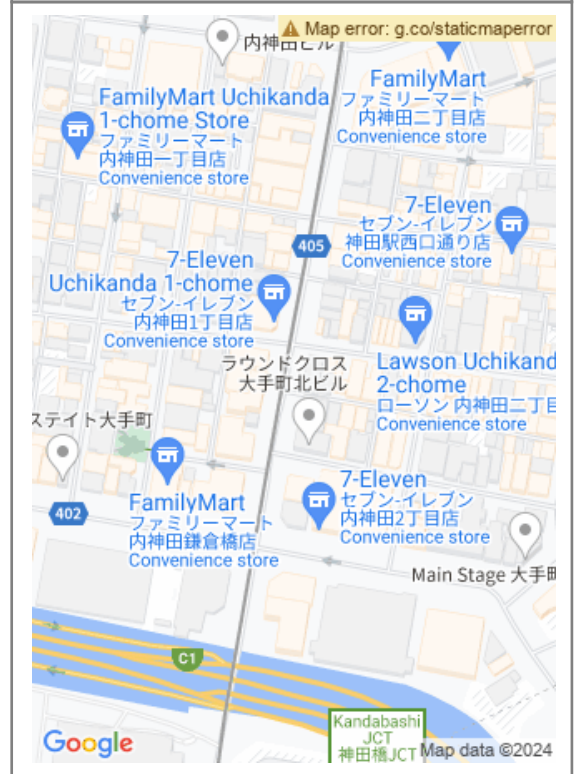 Map error: g.co/staticmaperror
内神田ビル
FamilyMart
ファミリーマート
内神田二丁目店
Convenience store
FamilyMart Uchikanda
1-chome Store
ファミリーマート
内神田一丁目店
Convenience store
7-Eleven
セブン-イレブン
神田駅西口通り店
Convenience store
405
7-Eleven
Uchikanda 1-chome
セブン-イレブン
内神田1丁目店
Convenience store
Lawson Uchikand
2-chome
ローソン 内神田二丁目
Convenience store
ラウンドクロス
大手町北ビル
ステイト大手町
FamilyMart
ファミリーマート
内神田鎌倉橋店
Convenience store
402
7-Eleven
セブン-イレブン
内神田2丁目店
Convenience store
Main Stage 大手町
C1
Kandabashi
JCT
神田橋JCT
Google
Map data ©2024